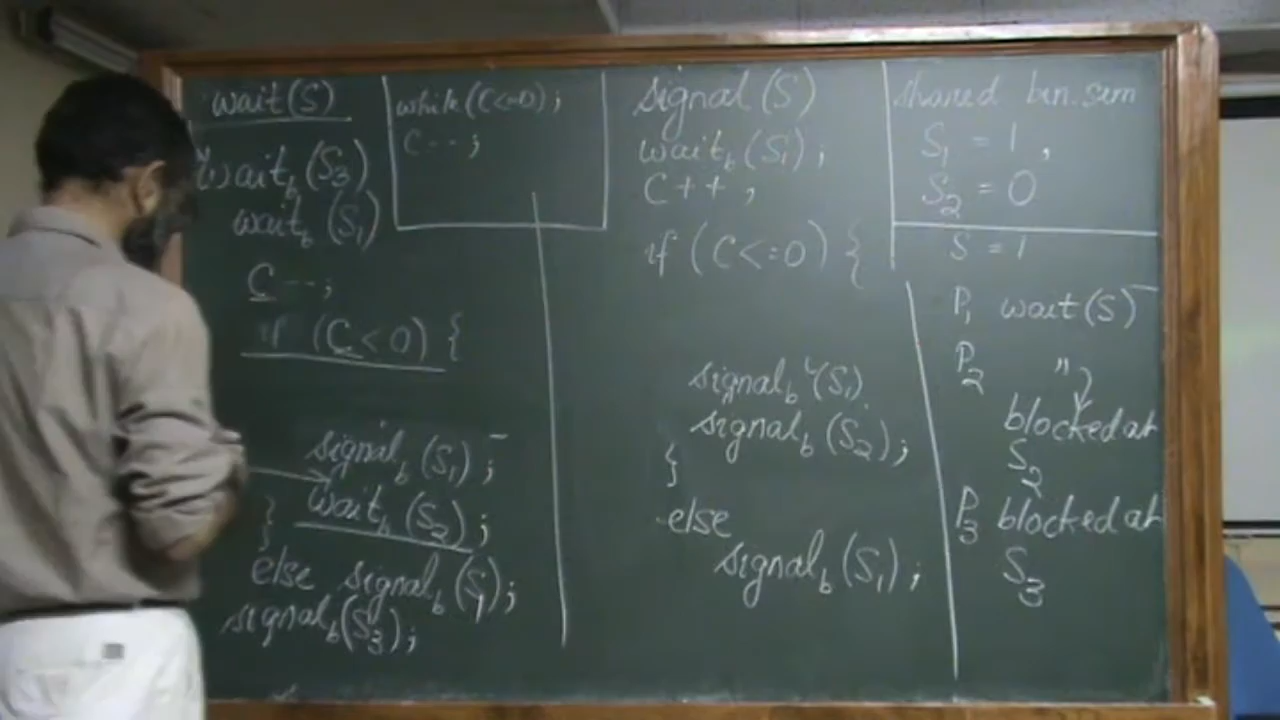 wait(S)
wait_b(S_3)
wait_b(S_1)
C--;
if (C<0) {
signal_b(S_1);
} wait_b(S_2);
else signal_b(S_1);
signal_b(S_3);
while(C<=0);
C--;
signal(S)
wait_b(S_1);
C++;
if (C<=0) {
signal_b(S_1)
signal_b(S_2);
}
else
signal_b(S_1);
shared bin. sem
S_1 = 1,
S_2 = 0
S = 1
P_1 wait(S)
P_2 "
blocked at
S_2
P_3 blocked at
S_3